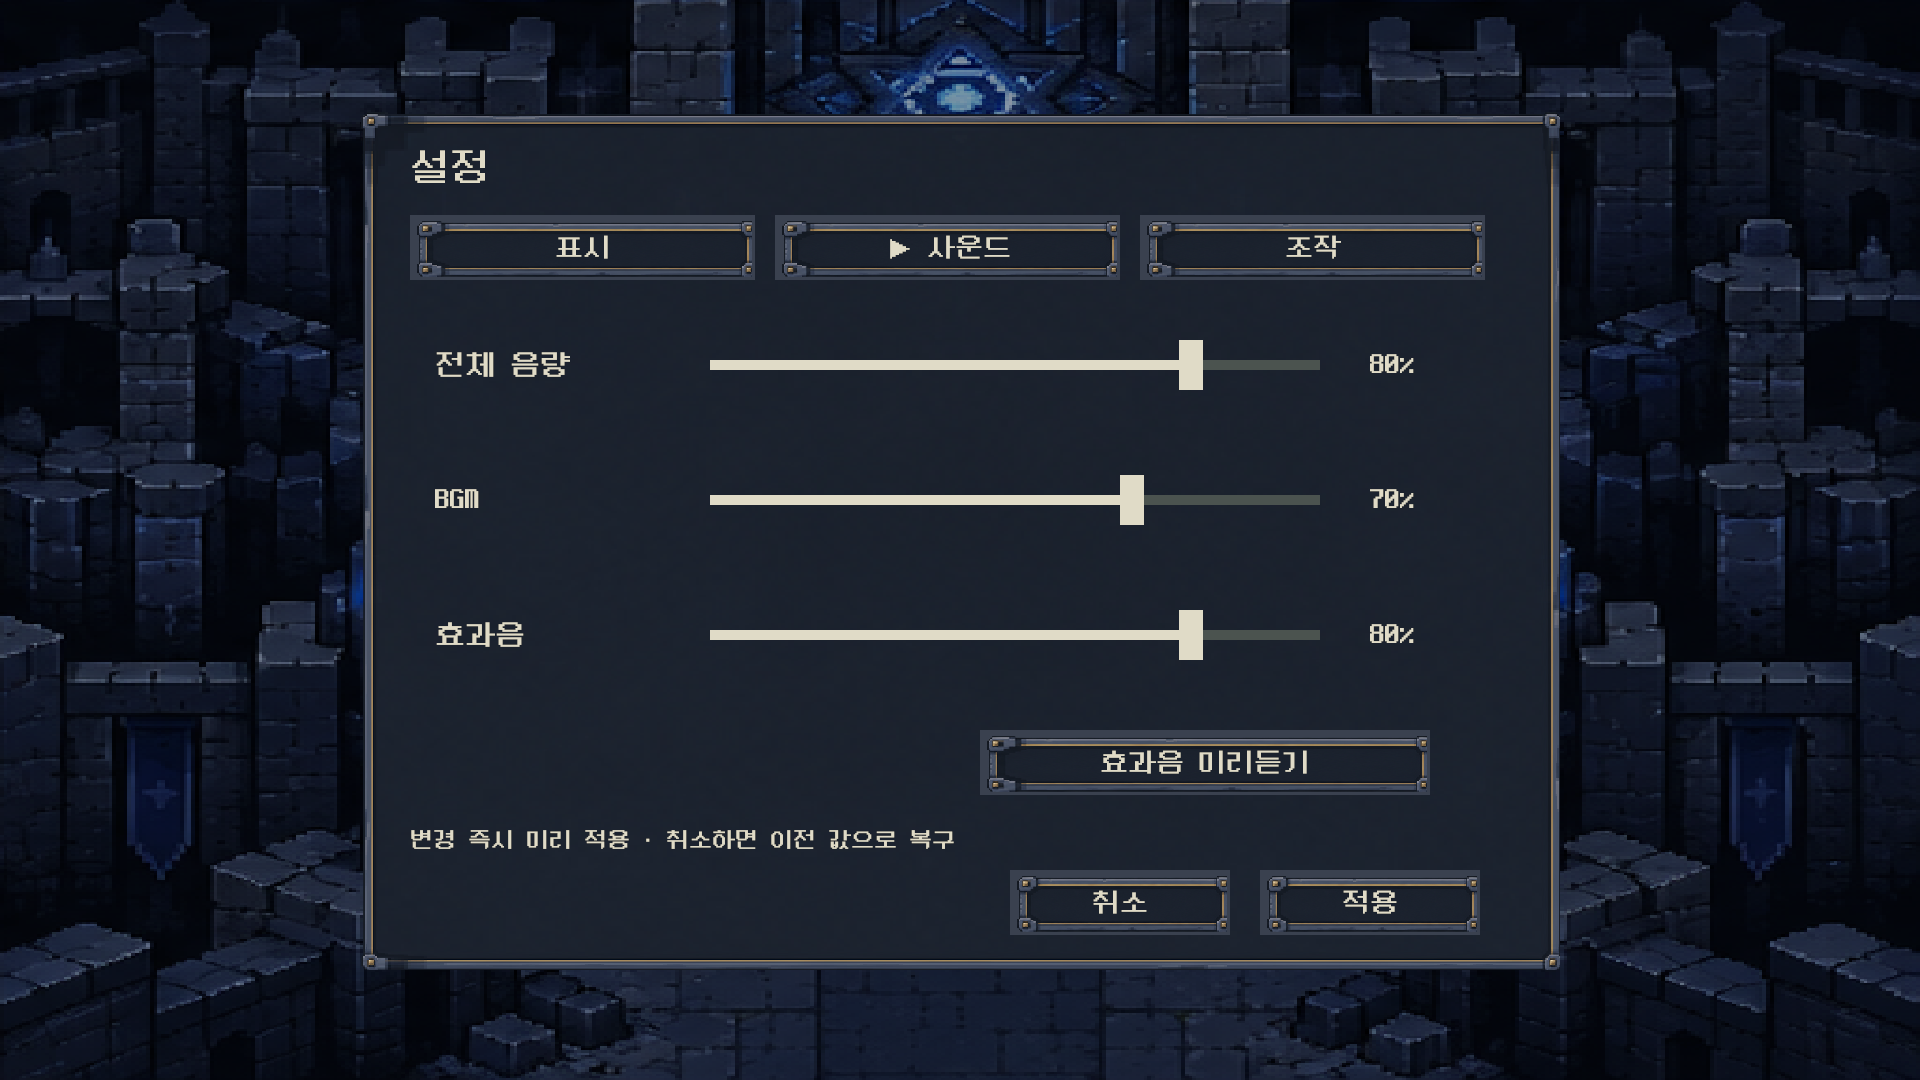 설정
표시
▶ 사운드
조작
전체 음량 80%
BGM 70%
효과음 80%
효과음 미리듣기
변경 즉시 미리 적용 · 취소하면 이전 값으로 복구
취소
적용